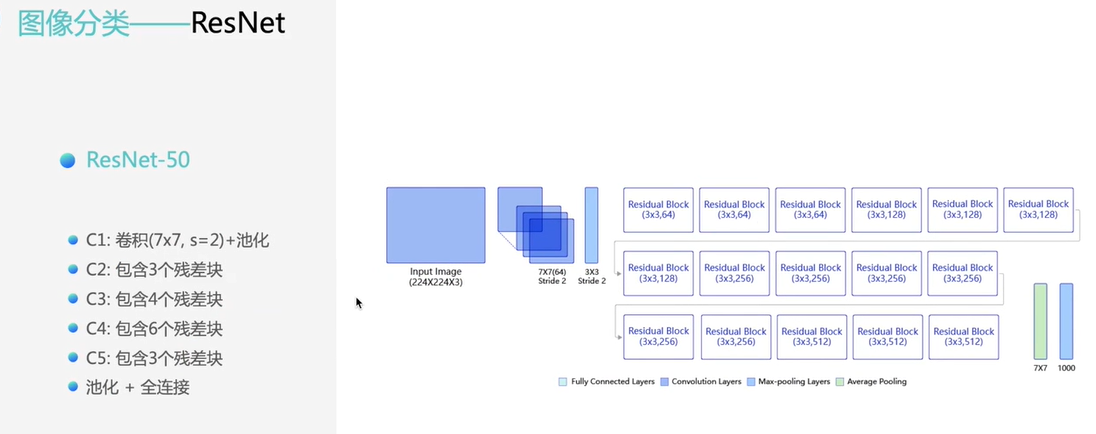 图像分类——ResNet
ResNet-50
C1: 卷积(7x7, s=2)+池化
C2: 包含3个残差块
C3: 包含4个残差块
C4: 包含6个残差块
C5: 包含3个残差块
池化 + 全连接
Input Image
(224X224X3)
7X7(64)
Stride 2
3X3
Stride 2
Residual Block
(3x3,64)
Residual Block
(3x3,64)
Residual Block
(3x3,64)
Residual Block
(3x3,128)
Residual Block
(3x3,128)
Residual Block
(3x3,128)
Residual Block
(3x3,128)
Residual Block
(3x3,256)
Residual Block
(3x3,256)
Residual Block
(3x3,256)
Residual Block
(3x3,256)
Residual Block
(3x3,256)
Residual Block
(3x3,256)
Residual Block
(3x3,512)
Residual Block
(3x3,512)
Residual Block
(3x3,512)
7X7
1000
Fully Connected Layers
Convolution Layers
Max-pooling Layers
Average Pooling